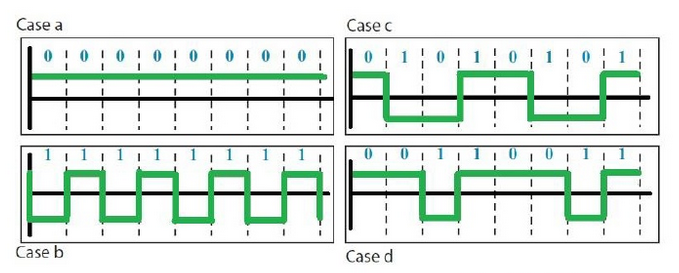 Case a
0 0 0 0 0 0 0 0
Case c
0 1 0 1 0 1 0 1
1 1 1 1 1 1 1 1
Case b
0 0 1 1 0 0 1 1
Case d